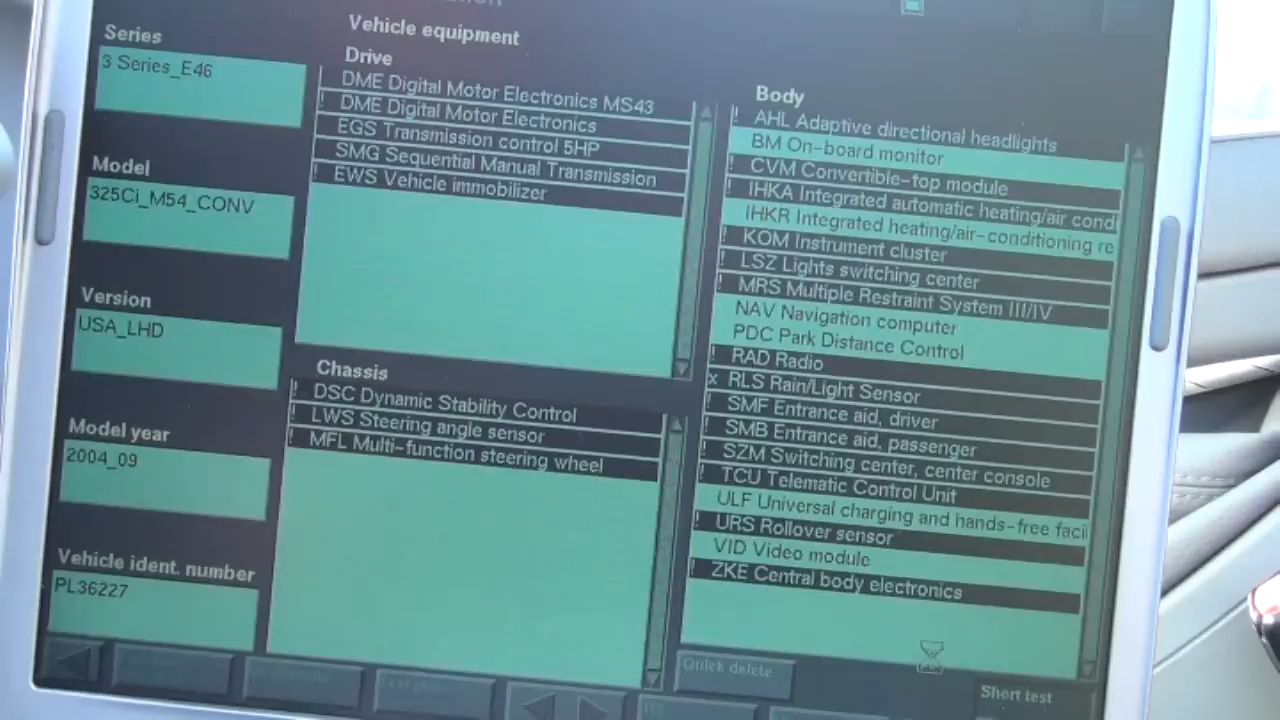 Series
3 Series_E46
Model
325Ci_M54_CONV
Version
USA_LHD
Model year
2004_09
Vehicle ident. number
PL36227
Vehicle equipment
Drive
DME Digital Motor Electronics MS43
! DME Digital Motor Electronics
EGS Transmission control 5HP
SMG Sequential Manual Transmission
! EWS Vehicle immobilizer
Chassis
! DSC Dynamic Stability Control
! LWS Steering angle sensor
! MFL Multi-function steering wheel
Body
! AHL Adaptive directional headlights
BM On-board monitor
! CVM Convertible-top module
! IHKA Integrated automatic heating/air condi
IHKR Integrated heating/air-conditioning re
! KOM Instrument cluster
! LSZ Lights switching center
! MRS Multiple Restraint System III/IV
NAV Navigation computer
PDC Park Distance Control
! RAD Radio
x RLS Rain/Light Sensor
! SMF Entrance aid, driver
! SMB Entrance aid, passenger
! SZM Switching center, center console
! TCU Telematic Control Unit
ULF Universal charging and hands-free facil
! URS Rollover sensor
VID Video module
! ZKE Central body electronics
Quick delete
Short test